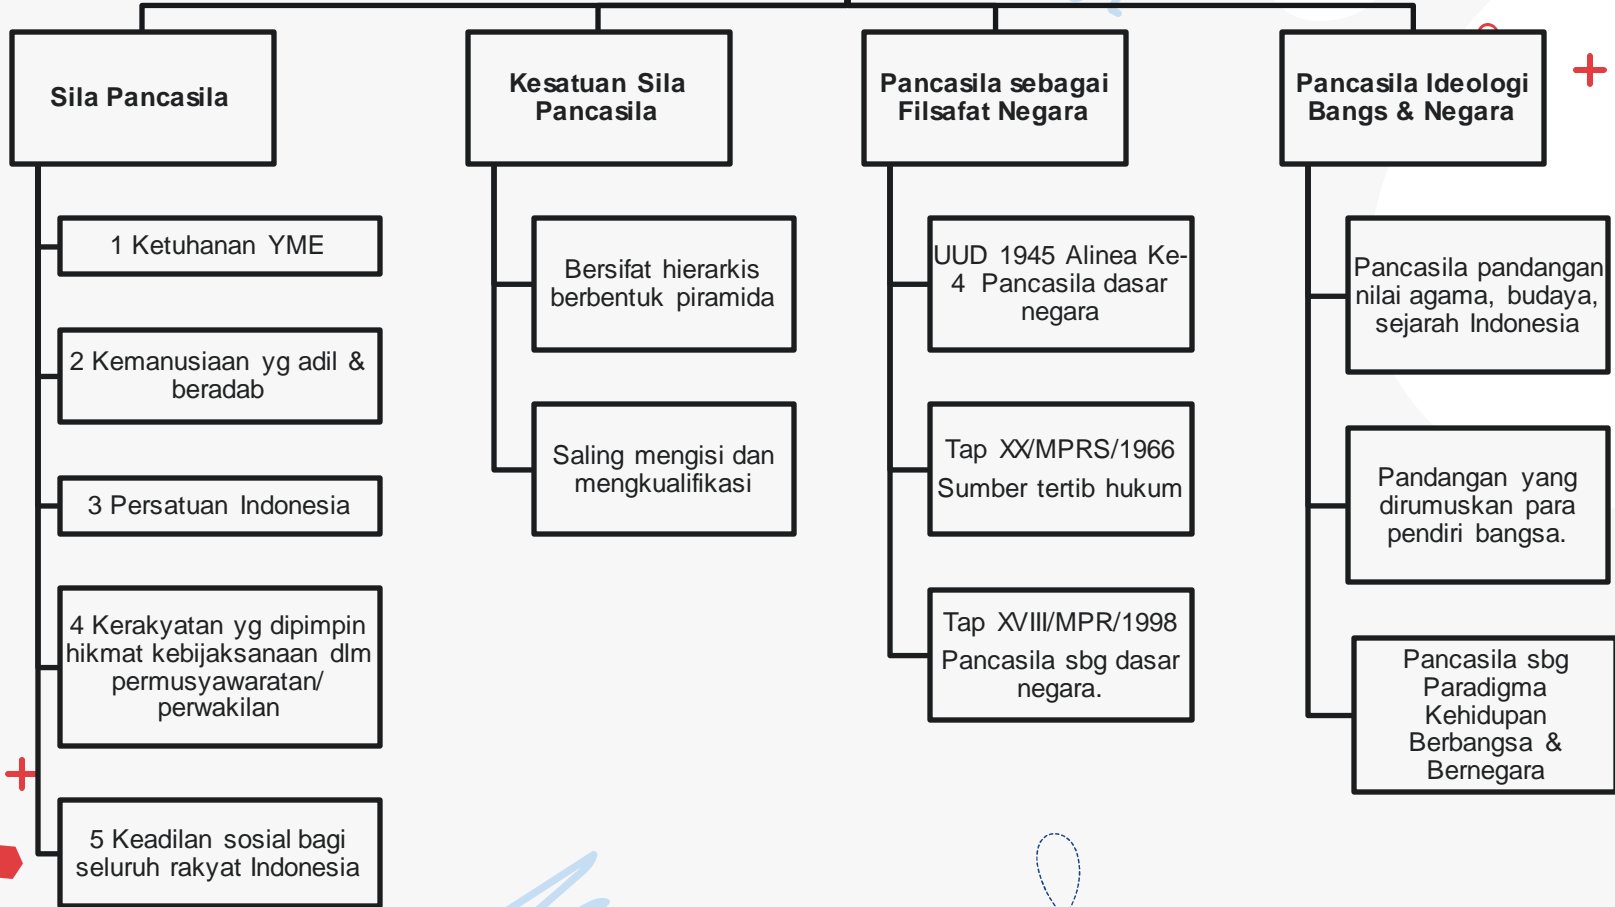 Sila Pancasila
1 Ketuhanan YME
2 Kemanusiaan yg adil &
beradab
3 Persatuan Indonesia
4 Kerakyatan yg dipimpin
hikmat kebijaksanaan dlm
permusyawaratan/
perwakilan
5 Keadilan sosial bagi
seluruh rakyat Indonesia
Kesatuan Sila
Pancasila
Bersifat hierarkis
berbentuk piramida
Saling mengisi dan
mengkualifikasi
Pancasila sebagai
Filsafat Negara
UUD 1945 Alinea Ke-
4 Pancasila dasar
negara
Tap XX/MPRS/1966
Sumber tertib hukum
Tap XVIII/MPR/1998
Pancasila sbg dasar
negara.
Pancasila Ideologi
Bangs & Negara
Pancasila pandangan
nilai agama, budaya,
sejarah Indonesia
Pandangan yang
dirumuskan para
pendiri bangsa.
Pancasila sbg
Paradigma
Kehidupan
Berbangsa &
Bernegara